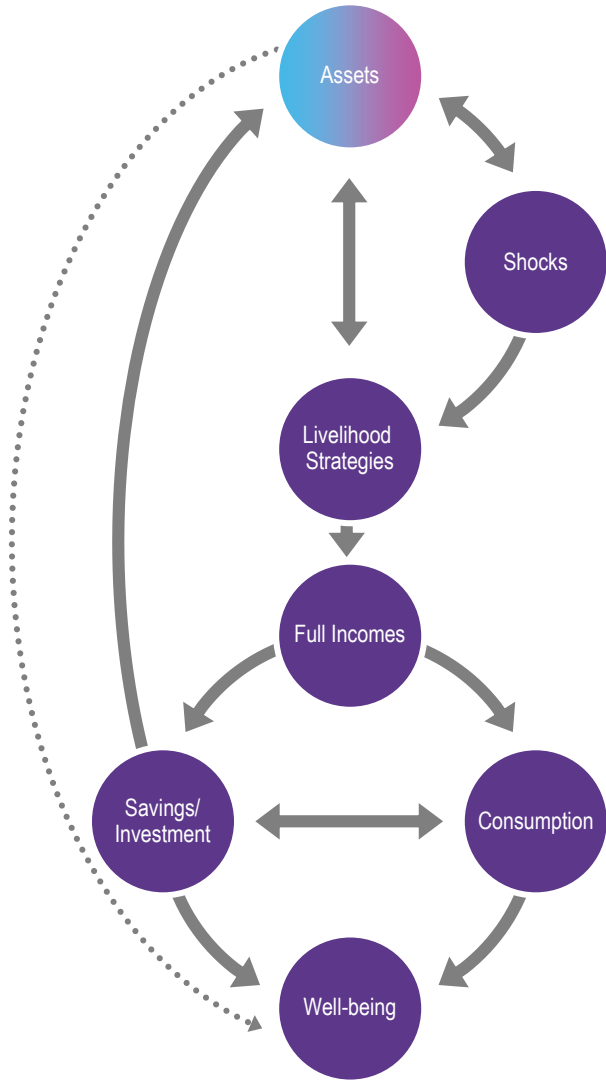 Assets
Shocks
Livelihood
Strategies
Full Incomes
Savings/
Investment
Consumption
Well-being